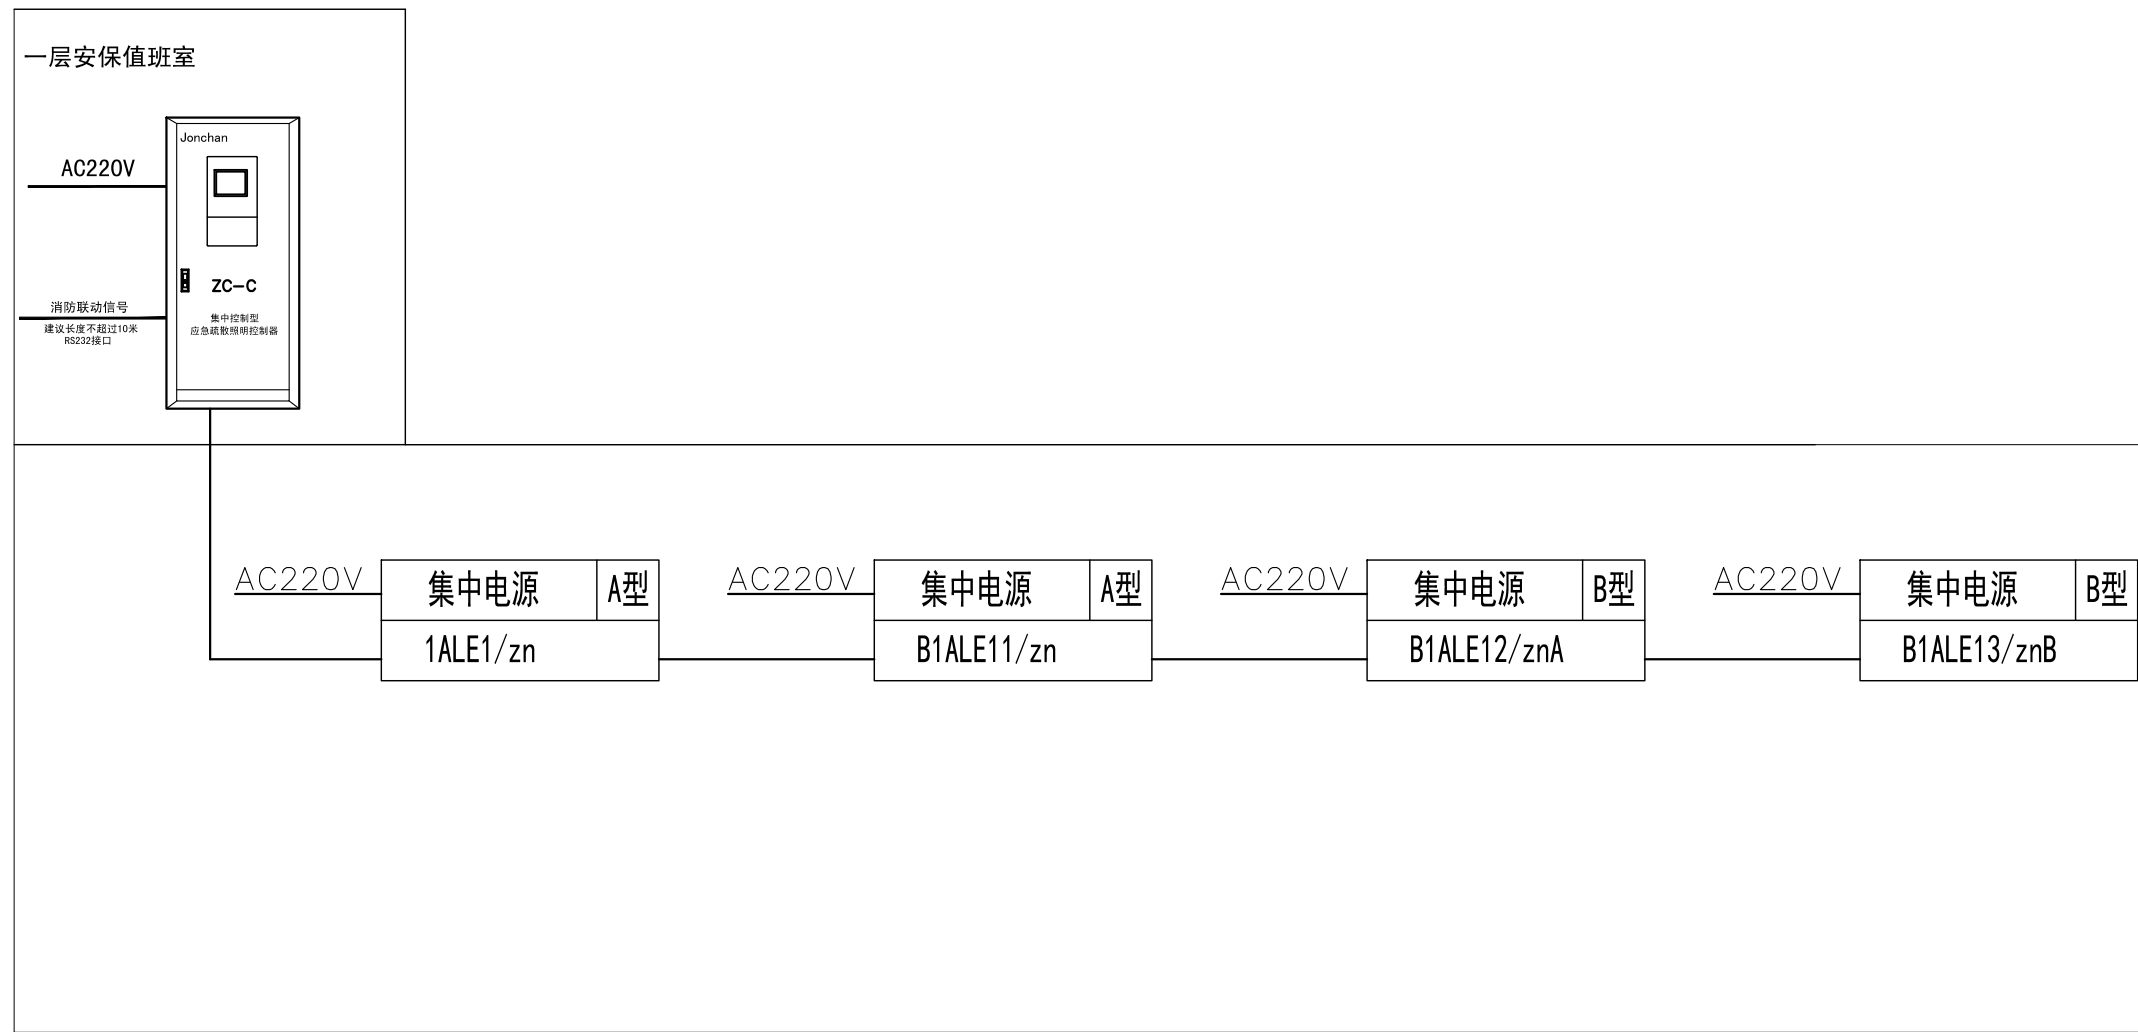 一层安保值班室
Jonchan
AC220V
ZC-C
消防联动信号
建议长度不超过10米
RS232接口
集中控制型
应急疏散照明控制器
AC220V
集中电源
A型
1ALE1/zn
AC220V
集中电源
A型
B1ALE11/zn
AC220V
集中电源
B型
B1ALE12/znA
AC220V
集中电源
B型
B1ALE13/znB